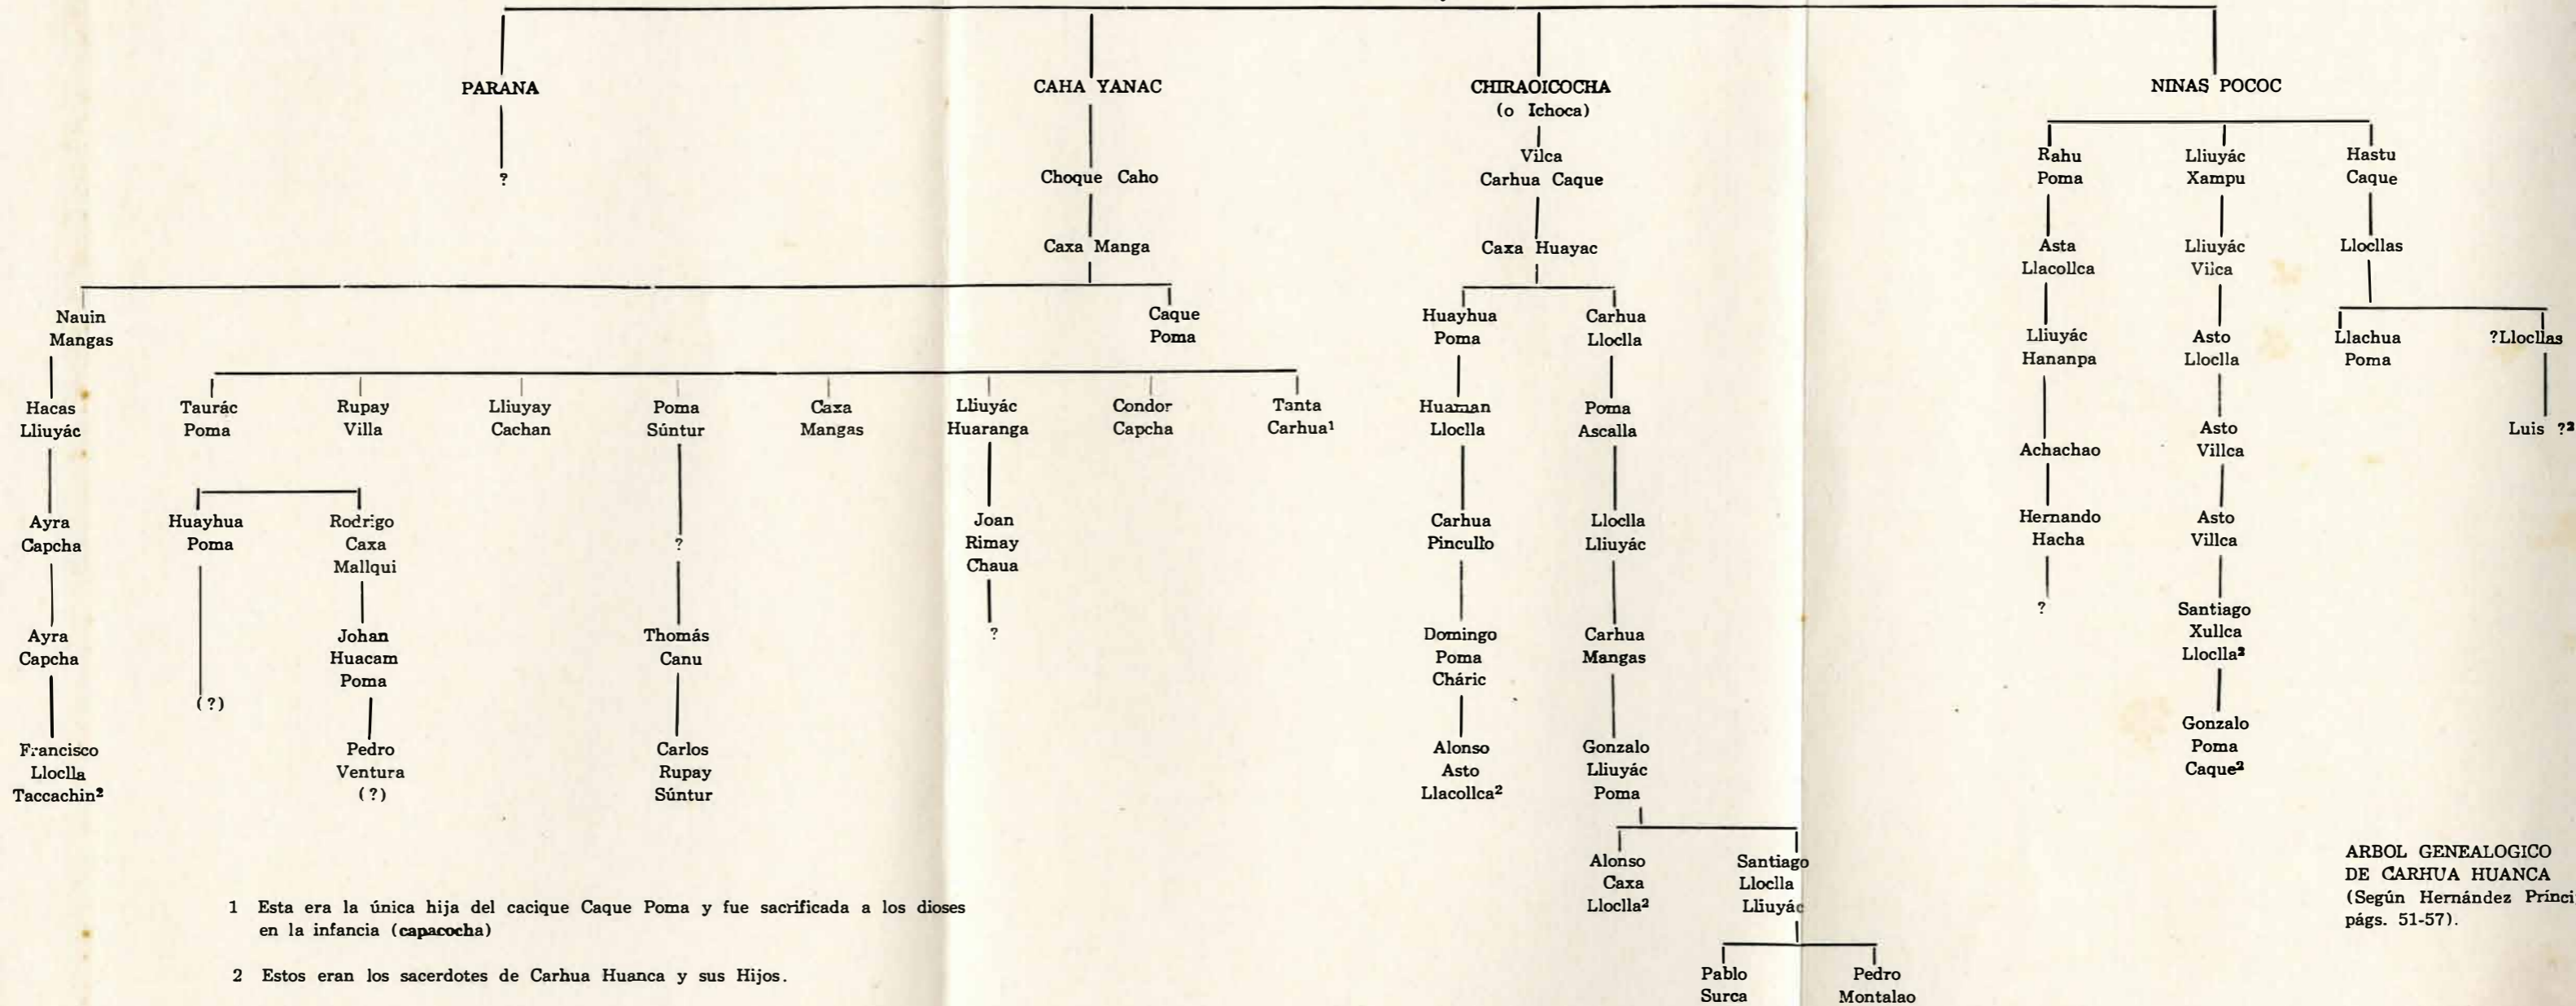 PARANA
?
CAHA YANAC
Choque Caho
Caxa Manga
Nauin
Mangas
Hacas
Lliuyác
Ayra
Capcha
Ayra
Capcha
Francisco
Lloclla
Taccachin²
Caque
Poma
Taurác
Poma
Huayhua
Poma
(?)
Rodrigo
Caxa
Mallqui
Johan
Huacam
Poma
Pedro
Ventura
(?)
Rupay
Villa
Lliuyay
Cachan
Poma
Súntur
?
Thomás
Canu
Carlos
Rupay
Súntur
Caxa
Mangas
Lliuyác
Huaranga
Joan
Rimay
Chaua
?
Condor
Capcha
Tanta
Carhua¹
CHIRAOICOCHA
(o Ichoca)
Vilca
Carhua Caque
Caxa Huayac
Huayhua
Poma
Huaman
Lloclla
Carhua
Pincullo
Domingo
Poma
Cháric
Alonso
Asto
Llacollca²
Carhua
Lloclla
Poma
Ascalla
Lloclla
Lliuyác
Carhua
Mangas
Gonzalo
Lliuyác
Poma
Alonso
Caxa
Lloclla²
Santiago
Lloclla
Lliuyác
Pablo
Surca
Pedro
Montalao
NINAS POCOC
Rahu
Poma
Asta
Llacollca
Lliuyác
Hananpa
Achachao
Hernando
Hacha
?
Lliuyác
Xampu
Lliuyác
Vilca
Asto
Lloclla
Asto
Villca
Asto
Villca
Santiago
Xullca
Lloclla²
Gonzalo
Poma
Caque²
Hastu
Caque
Llocllas
Llachua
Poma
?Llocllas
Luis ?²
1 Esta era la única hija del cacique Caque Poma y fue sacrificada a los dioses
en la infancia (capacocha)
2 Estos eran los sacerdotes de Carhua Huanca y sus Hijos.
ARBOL GENEALOGICO
DE CARHUA HUANCA
(Según Hernández Princi
págs. 51-57).